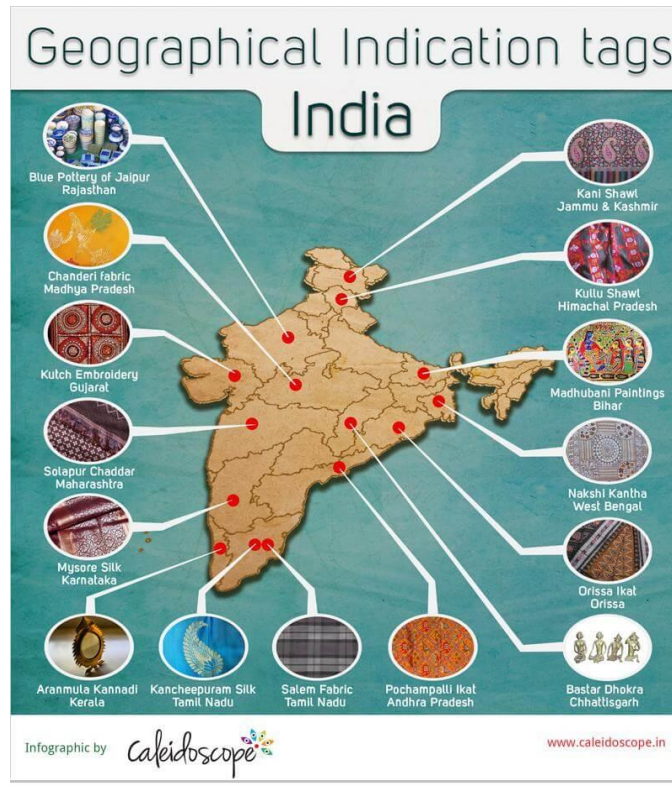 Geographical Indication tags
India
Blue Pottery of Jaipur
Rajasthan
Chanderi fabric
Madhya Pradesh
Kutch Embroidery
Gujarat
Solapur Chaddar
Maharashtra
Mysore Silk
Karnataka
Aranmula Kannadi
Kerala
Kancheepuram Silk
Tamil Nadu
Salem Fabric
Tamil Nadu
Pochampalli Ikat
Andhra Pradesh
Kani Shawl
Jammu & Kashmir
Kullu Shawl
Himachal Pradesh
Madhubani Paintings
Bihar
Nakshi Kantha
West Bengal
Orissa Ikat
Orissa
Bastar Dhokra
Chhattisgarh
Infographic by caleidoscope
www.caleidoscope.in